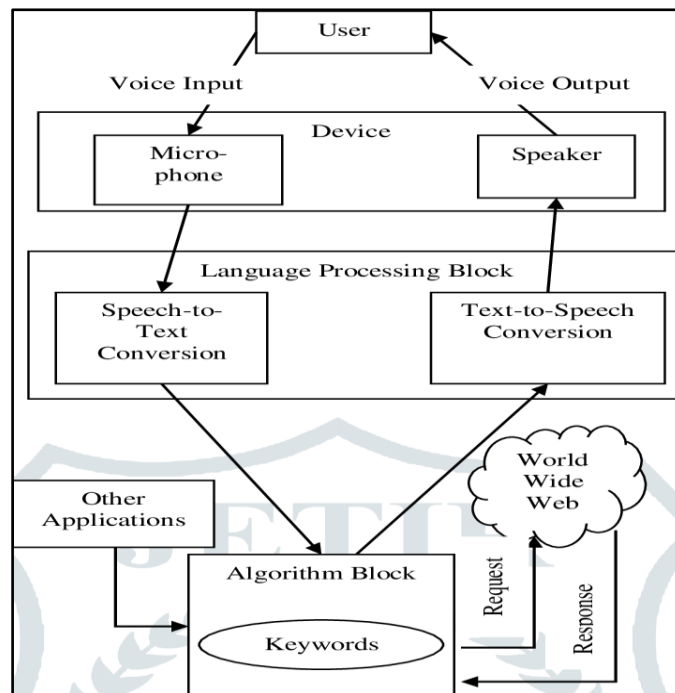 User
Voice Input
Voice Output
Device
Micro-
phone
Speaker
Language Processing Block
Speech-to-
Text
Conversion
Text-to-Speech
Conversion
World
Wide
Web
Other
Applications
JETIR
Algorithm Block
Request
Response
Keywords